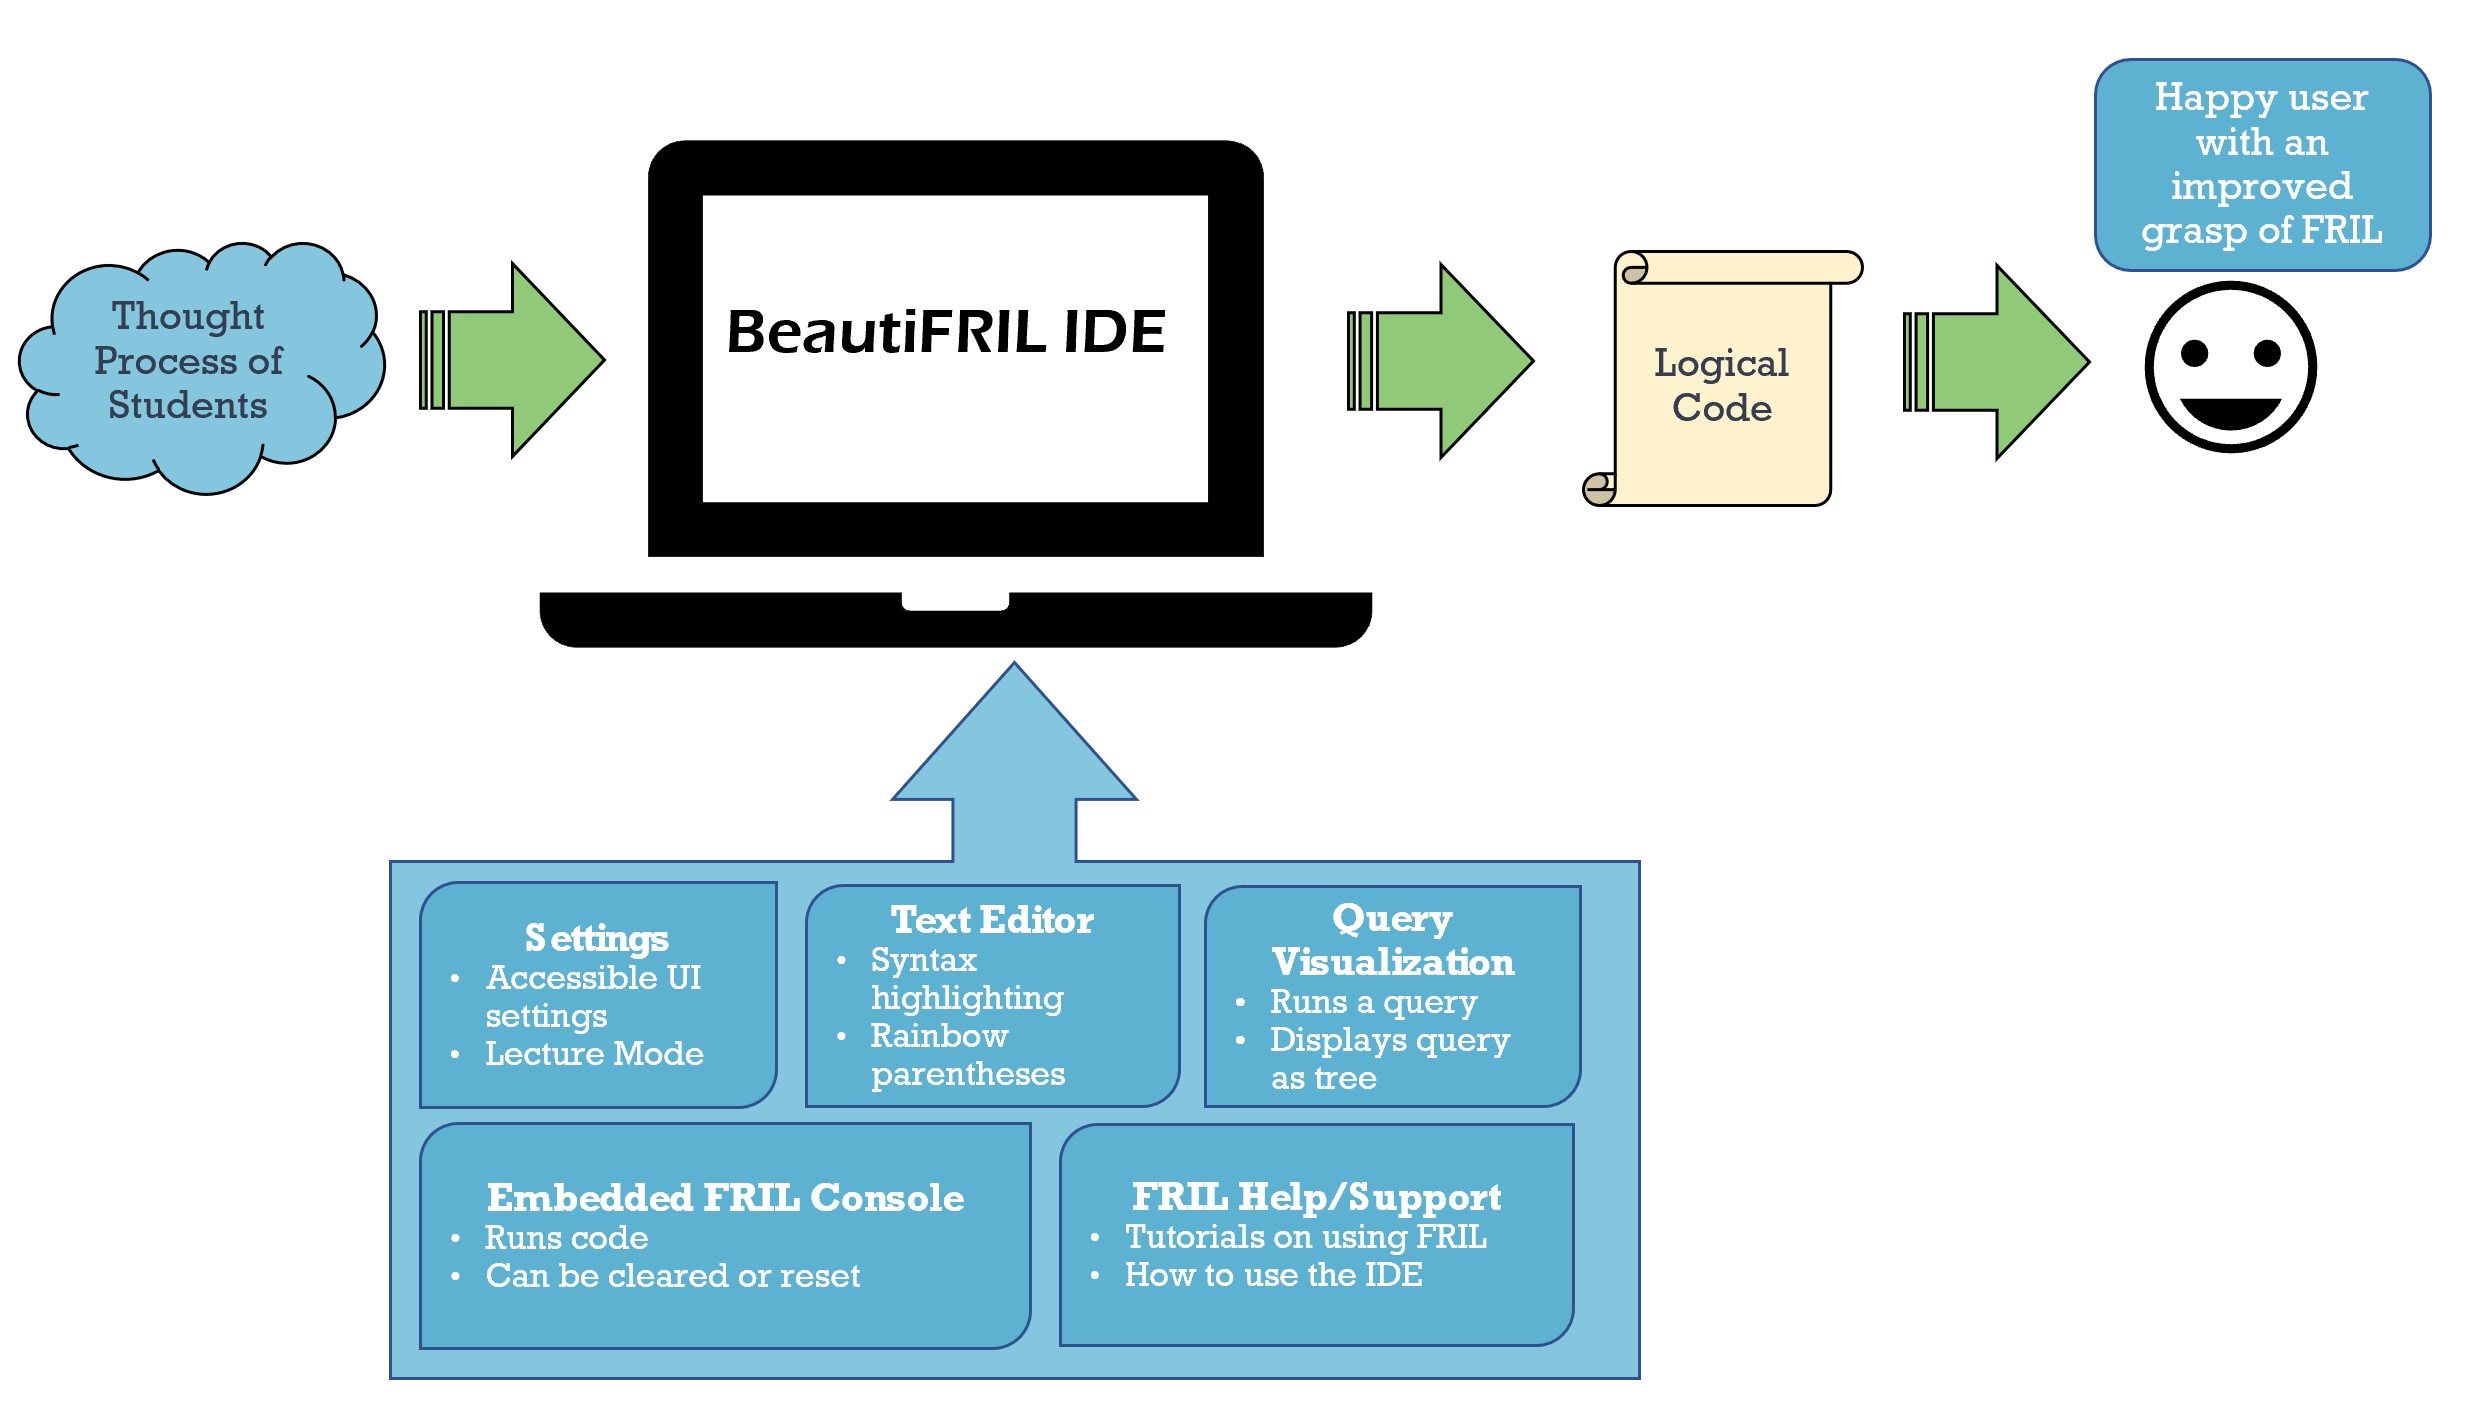 Thought
Process of
Students
BeautiFRIL IDE
Logical
Code
Happy user
with an
improved
grasp of FRIL
Settings
• Accessible UI
settings
• Lecture Mode
Text Editor
• Syntax
highlighting
• Rainbow
parentheses
Query
Visualization
• Runs a query
• Displays query
as tree
Embedded FRIL Console
• Runs code
• Can be cleared or reset
FRIL Help/Support
• Tutorials on using FRIL
• How to use the IDE